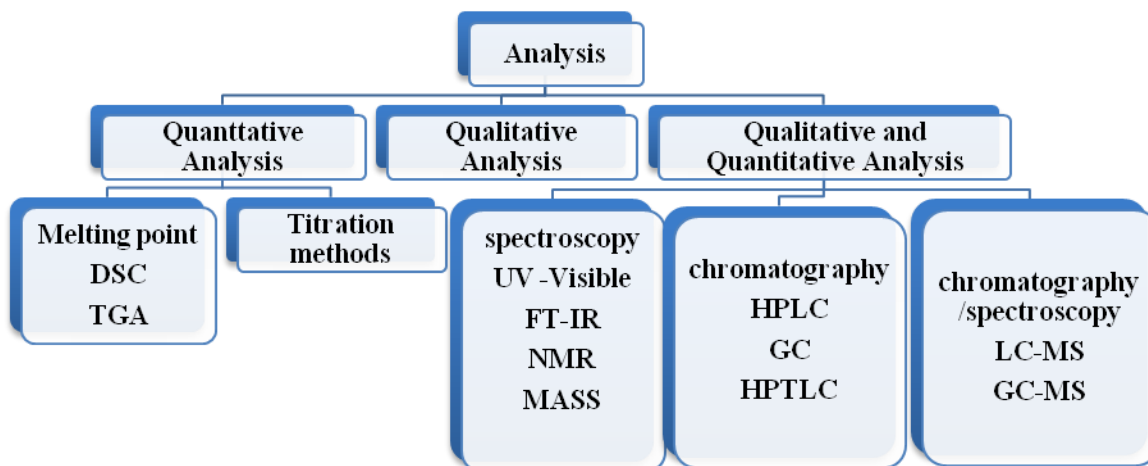 Analysis
Quanttative
Analysis
Qualitative
Analysis
Qualitative and
Quantitative Analysis
Melting point
DSC
TGA
Titration
methods
spectroscopy
UV -Visible
FT-IR
NMR
MASS
chromatography
HPLC
GC
HPTLC
chromatography
/spectroscopy
LC-MS
GC-MS